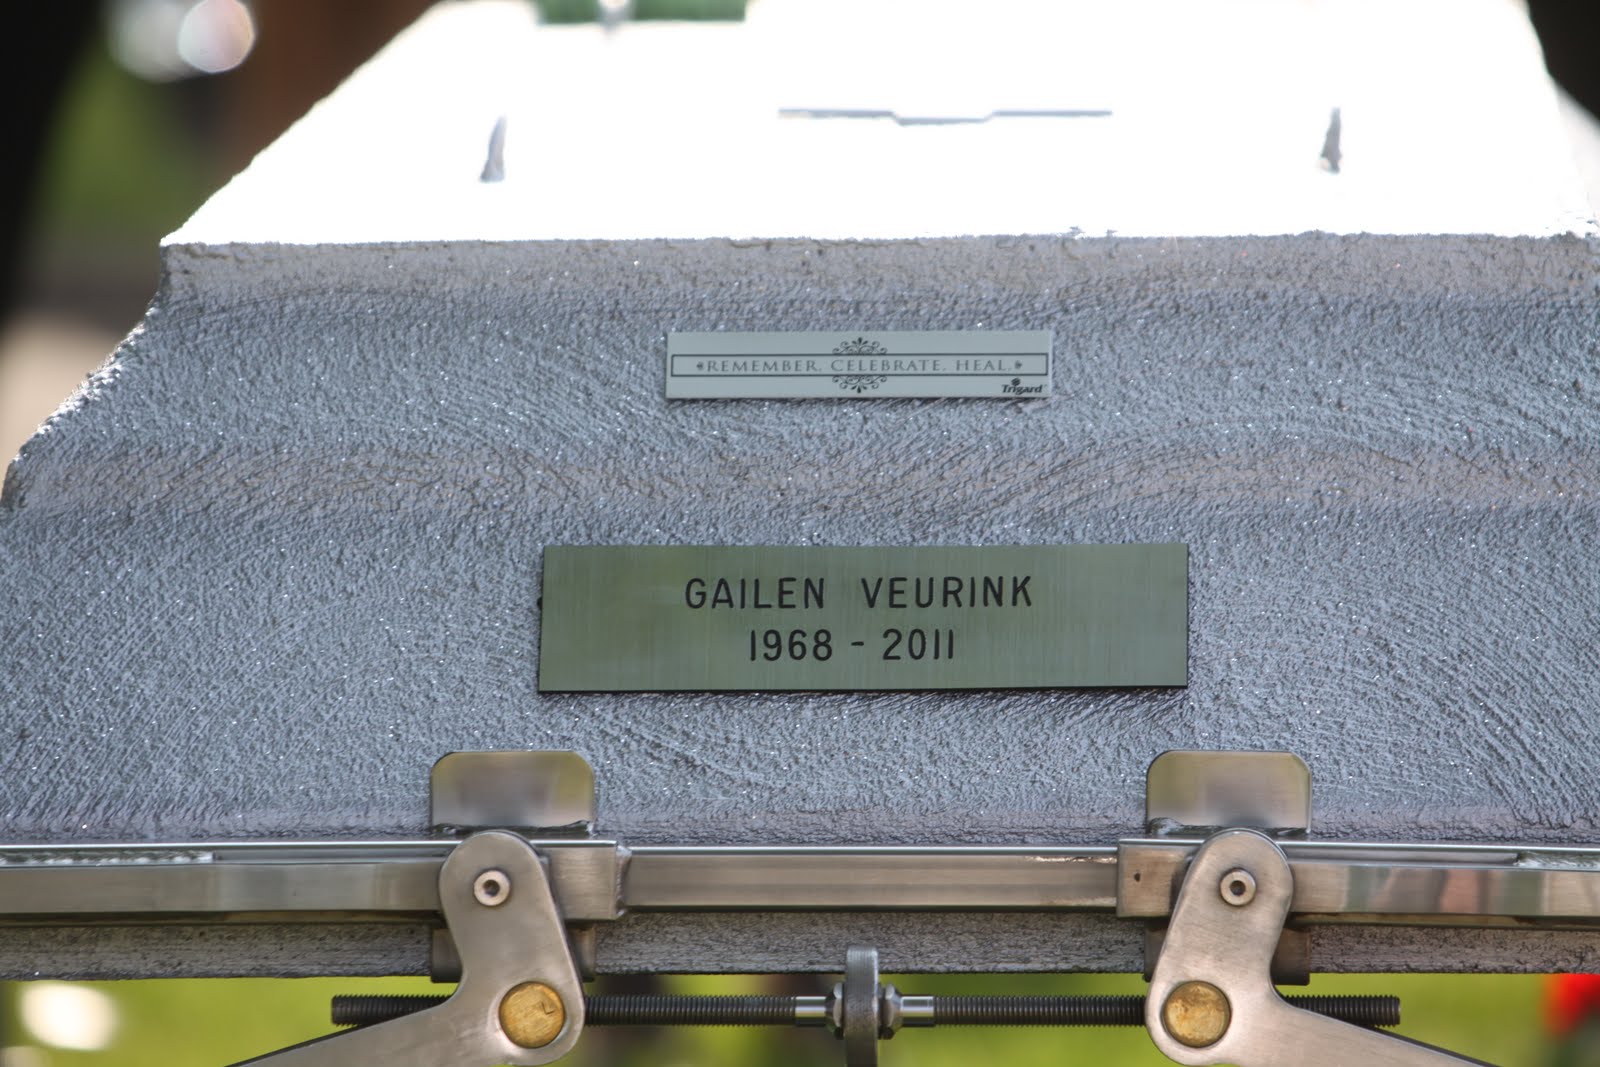 REMEMBER. CELEBRATE. HEAL.
Trigard
GAILEN VEURINK
1968 - 2011